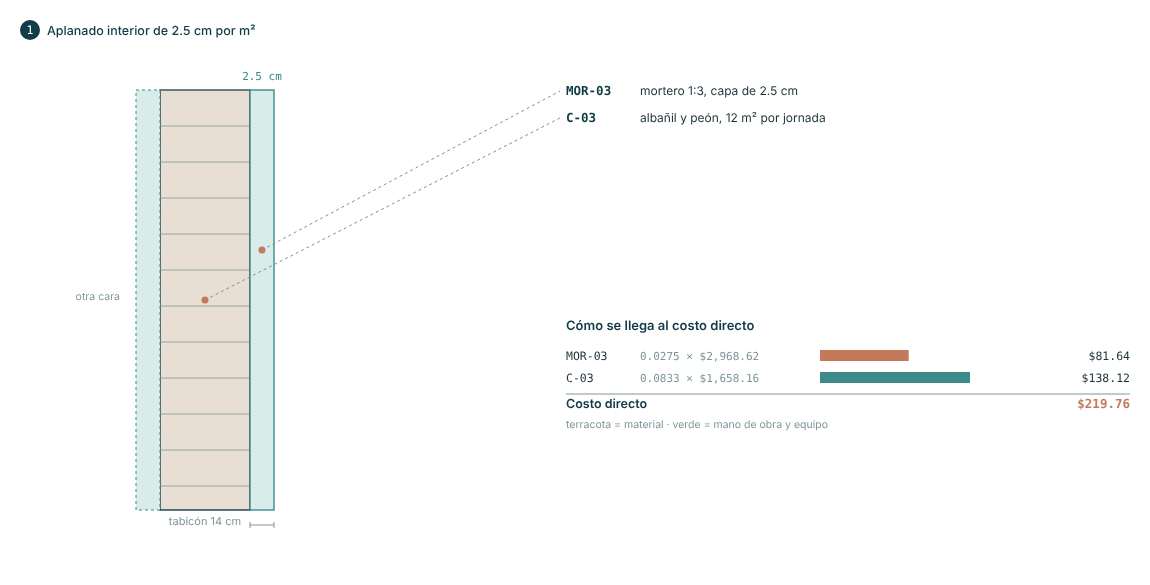 1 Aplanado interior de 2.5 cm por m²
2.5 cm
MOR-03 mortero 1:3, capa de 2.5 cm
C-03 albañil y peón, 12 m² por jornada
otra cara
Cómo se llega al costo directo
MOR-03 0.0275 × $2,968.62 $81.64
C-03 0.0833 × $1,658.16 $138.12
Costo directo $219.76
terracota = material · verde = mano de obra y equipo
tabicón 14 cm